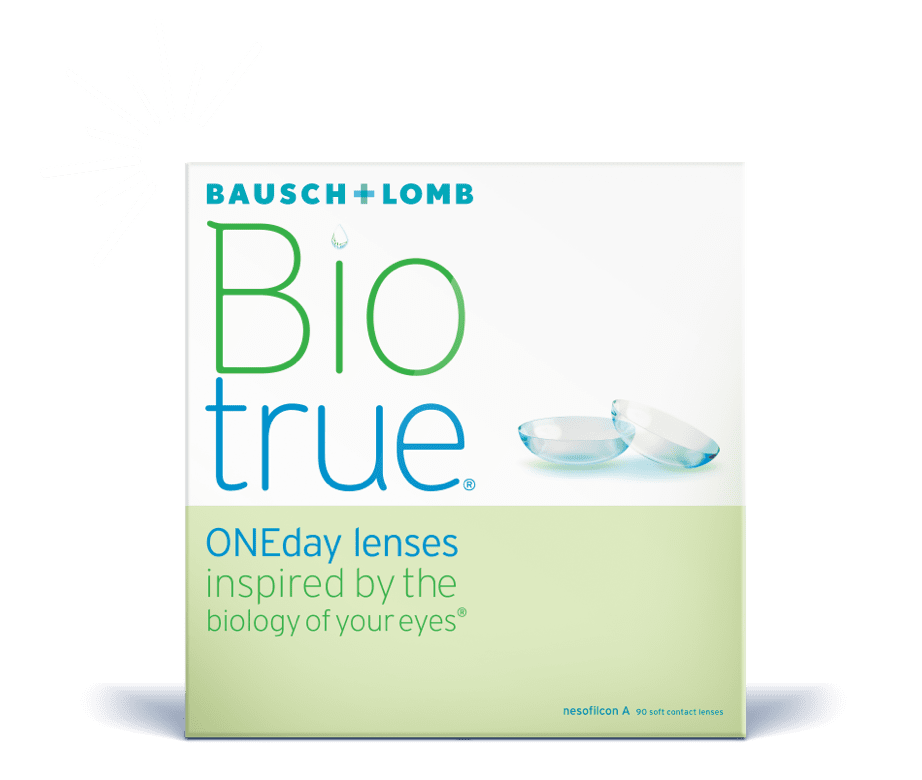 BAUSCH + LOMB
Bio
true®
ONEday lenses
inspired by the
biology of your eyes®
nesofilcon A 90 soft contact lenses